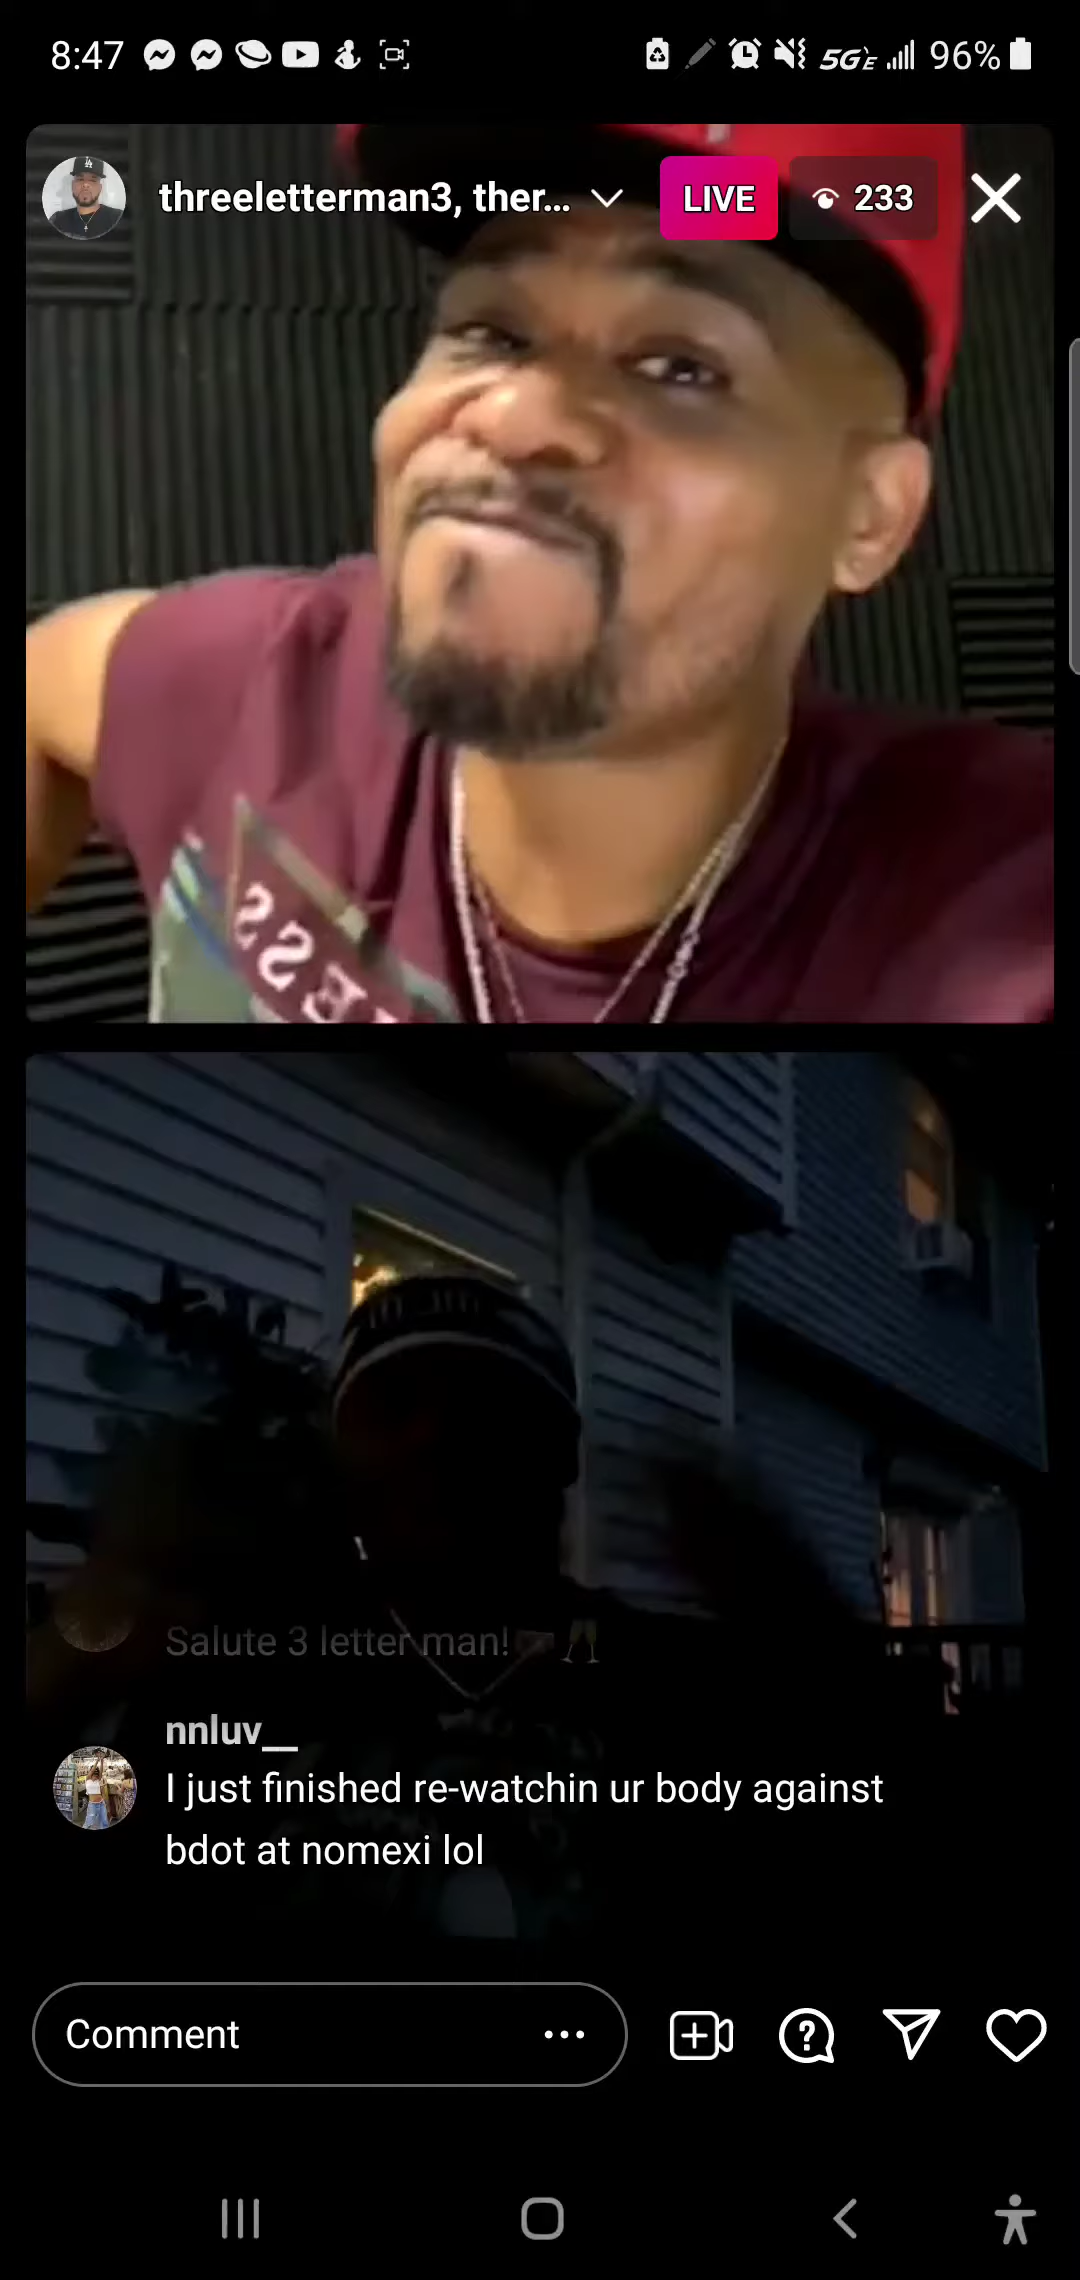 8:47
5GE
96%
threeletterman3, ther...
LIVE
233
ESS
Salute 3 letter man!
nnluv__
I just finished re-watchin ur body against
bdot at nomexi lol
Comment